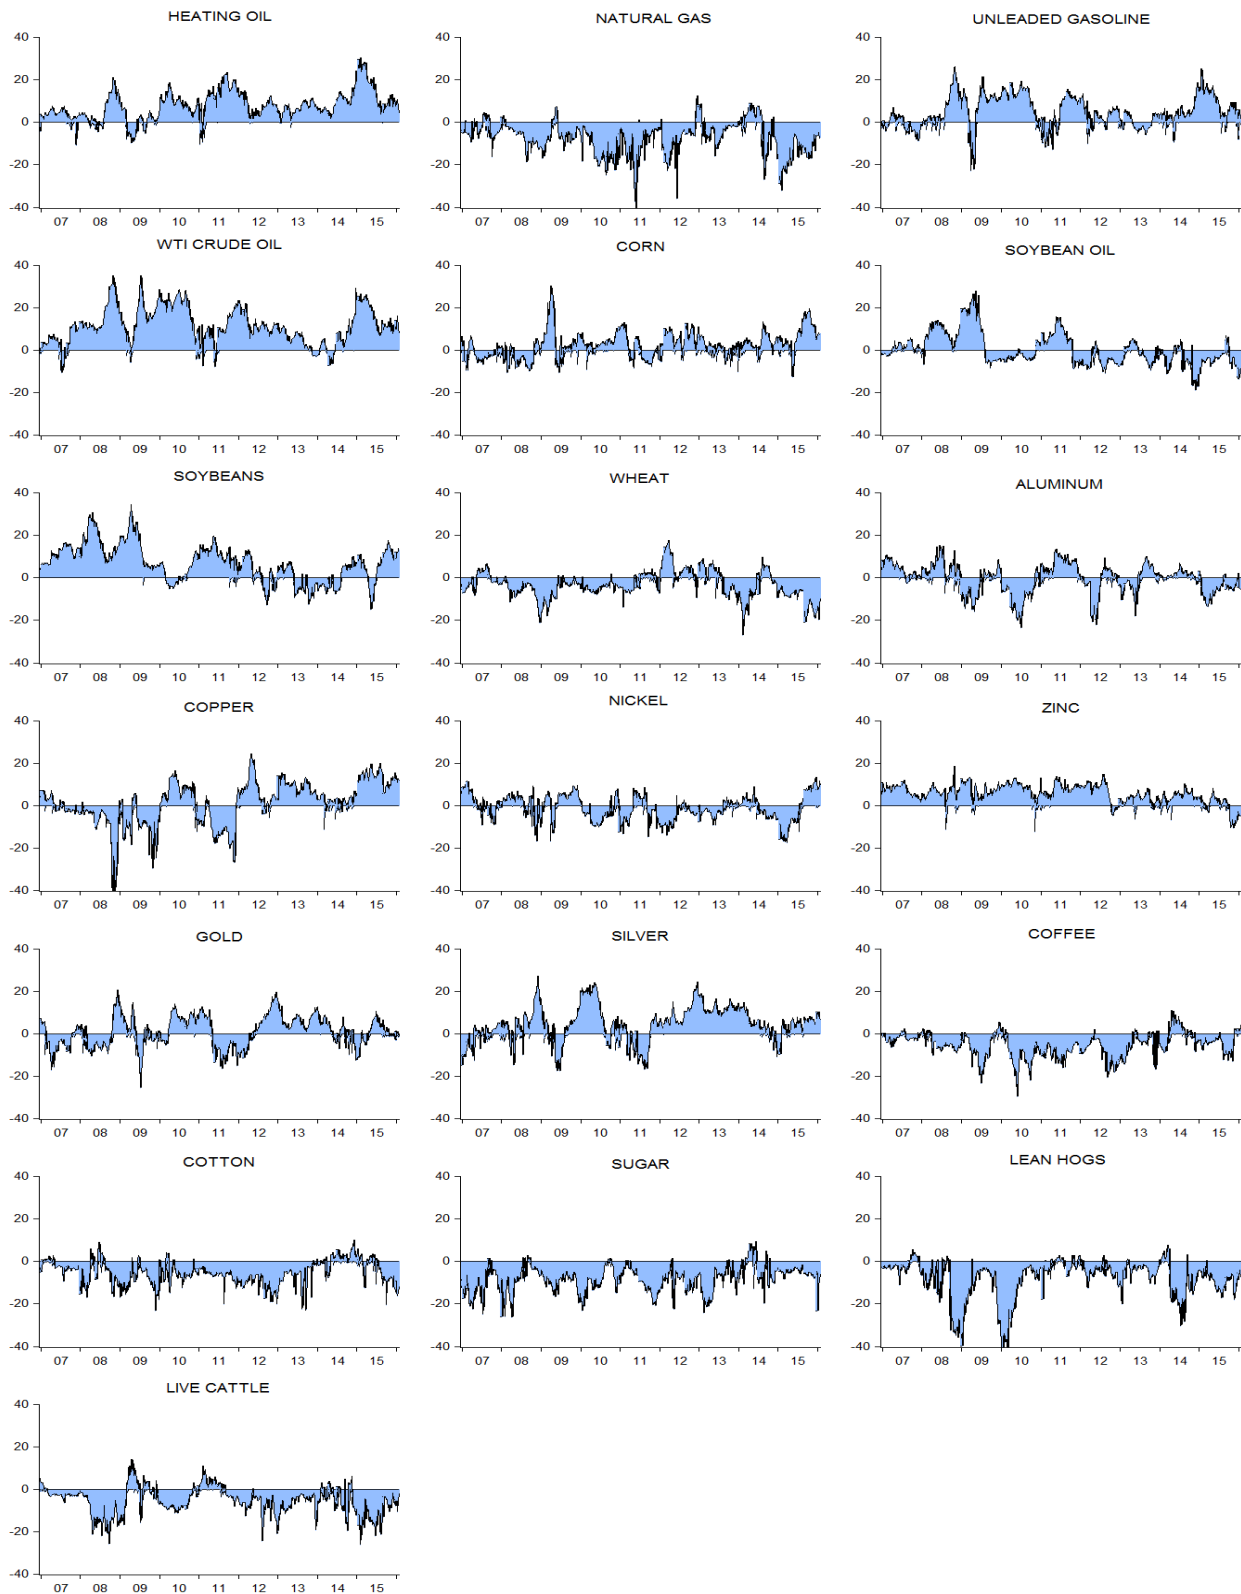 HEATING OIL NATURAL GAS UNLEADED GASOLINE
40 40 40
20 20 20
0 0 0
-20 -20 -20
-40 -40 -40
07 08 09 10 11 12 13 14 15 07 08 09 10 11 12 13 14 15 07 08 09 10 11 12 13 14 15
WTI CRUDE OIL CORN SOYBEAN OIL
40 40 40
20 20 20
0 0 0
-20 -20 -20
-40 -40 -40
07 08 09 10 11 12 13 14 15 07 08 09 10 11 12 13 14 15 07 08 09 10 11 12 13 14 15
SOYBEANS WHEAT ALUMINUM
40 40 40
20 20 20
0 0 0
-20 -20 -20
-40 -40 -40
07 08 09 10 11 12 13 14 15 07 08 09 10 11 12 13 14 15 07 08 09 10 11 12 13 14 15
COPPER NICKEL ZINC
40 40 40
20 20 20
0 0 0
-20 -20 -20
-40 -40 -40
07 08 09 10 11 12 13 14 15 07 08 09 10 11 12 13 14 15 07 08 09 10 11 12 13 14 15
GOLD SILVER COFFEE
40 40 40
20 20 20
0 0 0
-20 -20 -20
-40 -40 -40
07 08 09 10 11 12 13 14 15 07 08 09 10 11 12 13 14 15 07 08 09 10 11 12 13 14 15
COTTON SUGAR LEAN HOGS
40 40 40
20 20 20
0 0 0
-20 -20 -20
-40 -40 -40
07 08 09 10 11 12 13 14 15 07 08 09 10 11 12 13 14 15 07 08 09 10 11 12 13 14 15
LIVE CATTLE
40
20
0
-20
-40
07 08 09 10 11 12 13 14 15